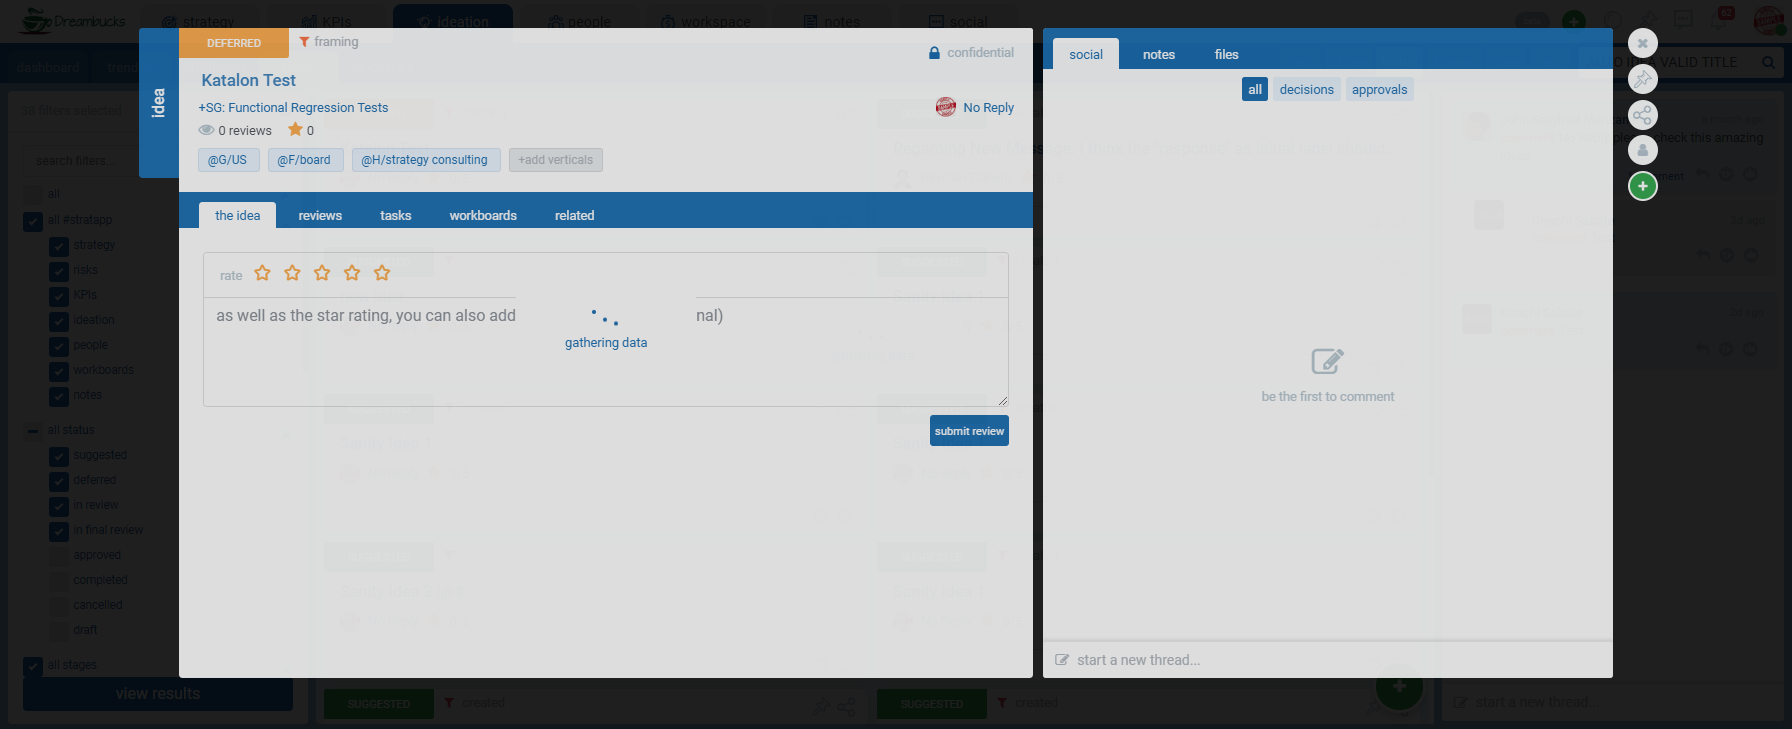 Dreambucks
strategy
KPIs
ideation
people
workspace
notes
social
62
dashboard
IDEA VALID TITLE
38 filters selected
search filters...
all
all #stratapp
strategy
risks
KPIs
ideation
people
workboards
notes
all status
suggested
deferred
in review
in final review
approved
completed
cancelled
draft
all stages
view results
idea
DEFERRED
framing
confidential
Katalon Test
+SG: Functional Regression Tests
No Reply
0 reviews
0
@G/US
@F/board
@H/strategy consulting
+add verticals
the idea
reviews
tasks
workboards
related
rate
as well as the star rating, you can also add
nal)
gathering data
submit review
social
notes
files
all
decisions
approvals
be the first to comment
start a new thread...
check this amazing
SUGGESTED
created
SUGGESTED
created
start a new thread...